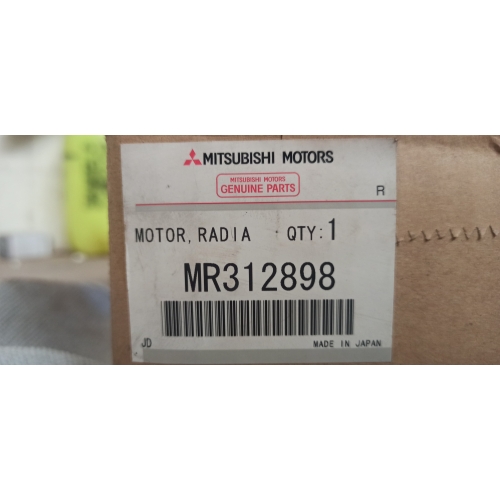 MITSUBISHI MOTORS
MITSUBISHI MOTORS
GENUINE PARTS
R
MOTOR, RADIA QTY: 1
MR312898
JD MADE IN JAPAN